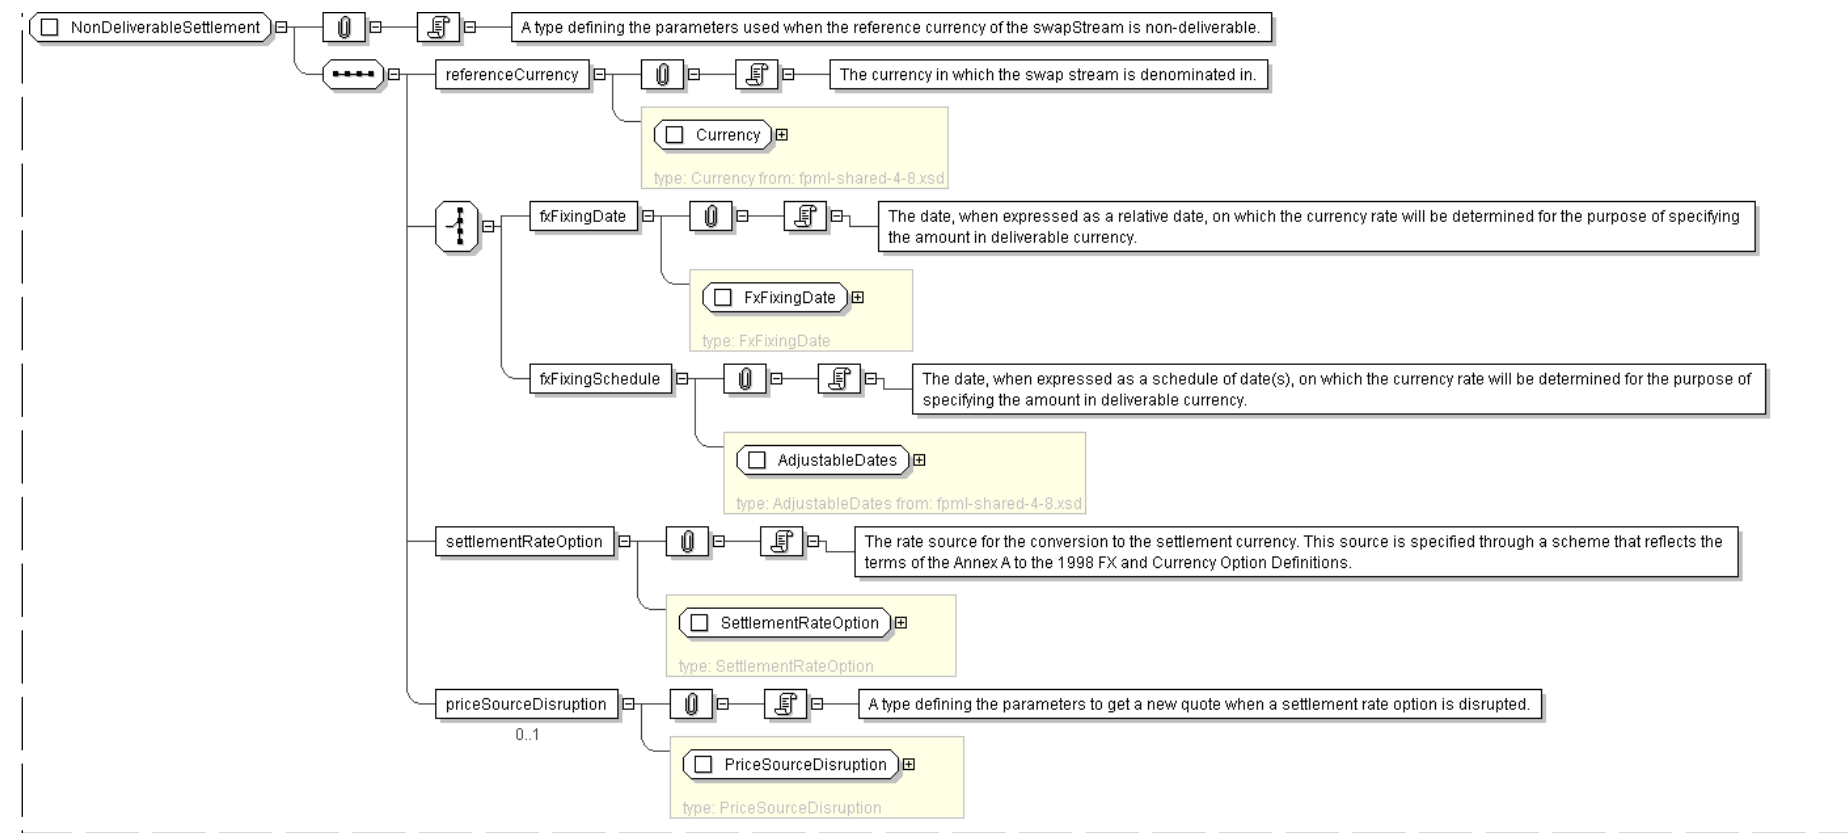 NonDeliverableSettlement
A type defining the parameters used when the reference currency of the swapStream is non-deliverable.
referenceCurrency
The currency in which the swap stream is denominated in.
Currency
type: Currency from: fpml-shared-4-8.xsd
fxFixingDate
The date, when expressed as a relative date, on which the currency rate will be determined for the purpose of specifying
the amount in deliverable currency.
FxFixingDate
type: FxFixingDate
fxFixingSchedule
The date, when expressed as a schedule of date(s), on which the currency rate will be determined for the purpose of
specifying the amount in deliverable currency.
AdjustableDates
type: AdjustableDates from: fpml-shared-4-8.xsd
settlementRateOption
The rate source for the conversion to the settlement currency. This source is specified through a scheme that reflects the
terms of the Annex A to the 1998 FX and Currency Option Definitions.
SettlementRateOption
type: SettlementRateOption
priceSourceDisruption
A type defining the parameters to get a new quote when a settlement rate option is disrupted.
0..1
PriceSourceDisruption
type: PriceSourceDisruption